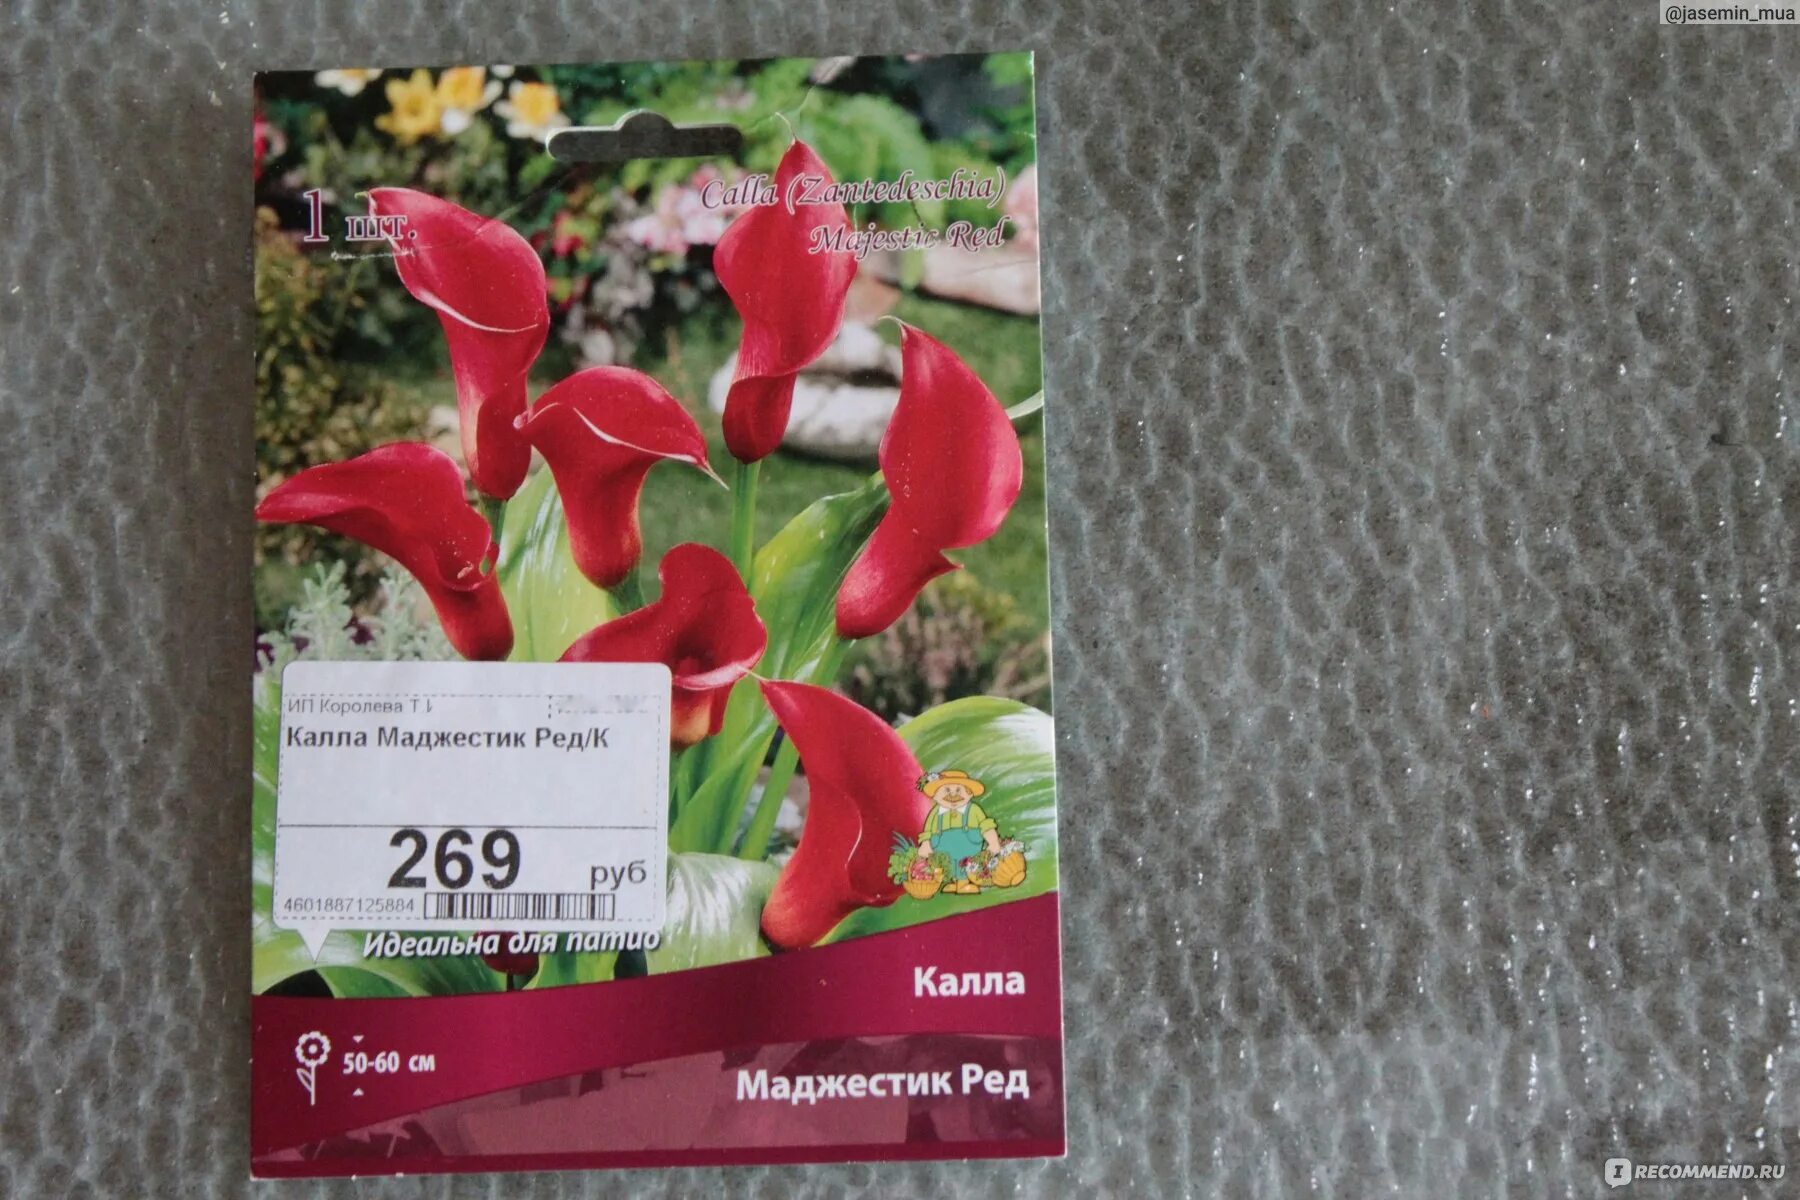 @jasemin_mua
Calla (Zantedeschia)
1 шт.
Majestic Red
ИП Королева Т.
Калла Маджестик Ред/К
269 руб
4601887125884
Идеальна для патио
Калла
50-60 см
Маджестик Ред
IRECOMMEND.RU